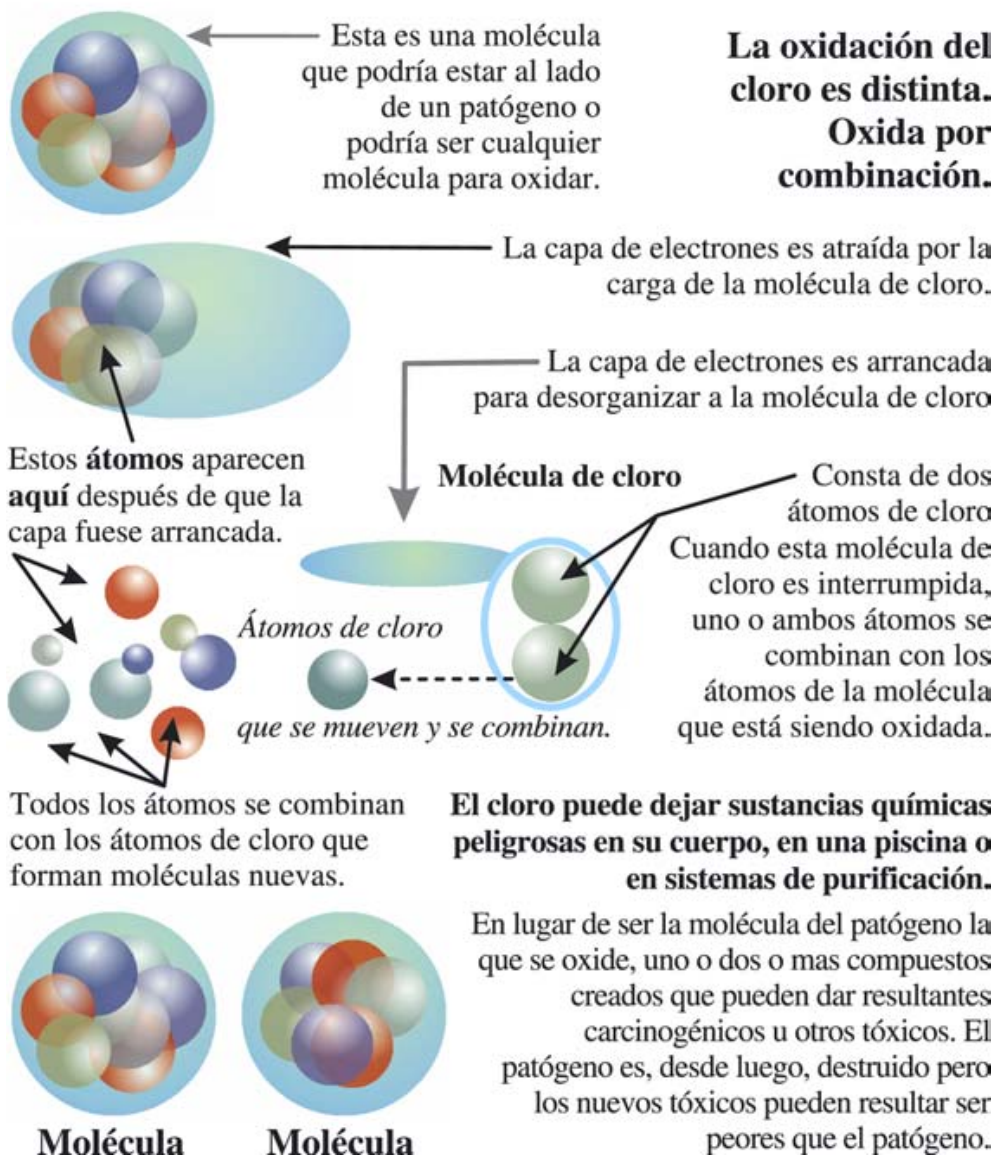 Esta es una molécula
que podría estar al lado
de un patógeno o
podría ser cualquier
molécula para oxidar.
La oxidación del
cloro es distinta.
Oxida por
combinación.
La capa de electrones es atraída por la
carga de la molécula de cloro.
La capa de electrones es arrancada
para desorganizar a la molécula de cloro
Estos átomos aparecen
aquí después de que la
capa fuese arrancada.
Molécula de cloro
Consta de dos
átomos de cloro
Cuando esta molécula de
cloro es interrumpida,
uno o ambos átomos se
combinan con los
átomos de la molécula
que está siendo oxidada.
Átomos de cloro
que se mueven y se combinan.
Todos los átomos se combinan
con los átomos de cloro que
forman moléculas nuevas.
El cloro puede dejar sustancias químicas
peligrosas en su cuerpo, en una piscina o
en sistemas de purificación.
En lugar de ser la molécula del patógeno la
que se oxide, uno o dos o mas compuestos
creados que pueden dar resultantes
carcinogénicos u otros tóxicos. El
patógeno es, desde luego, destruido pero
los nuevos tóxicos pueden resultar ser
peores que el patógeno.
Molécula
Molécula